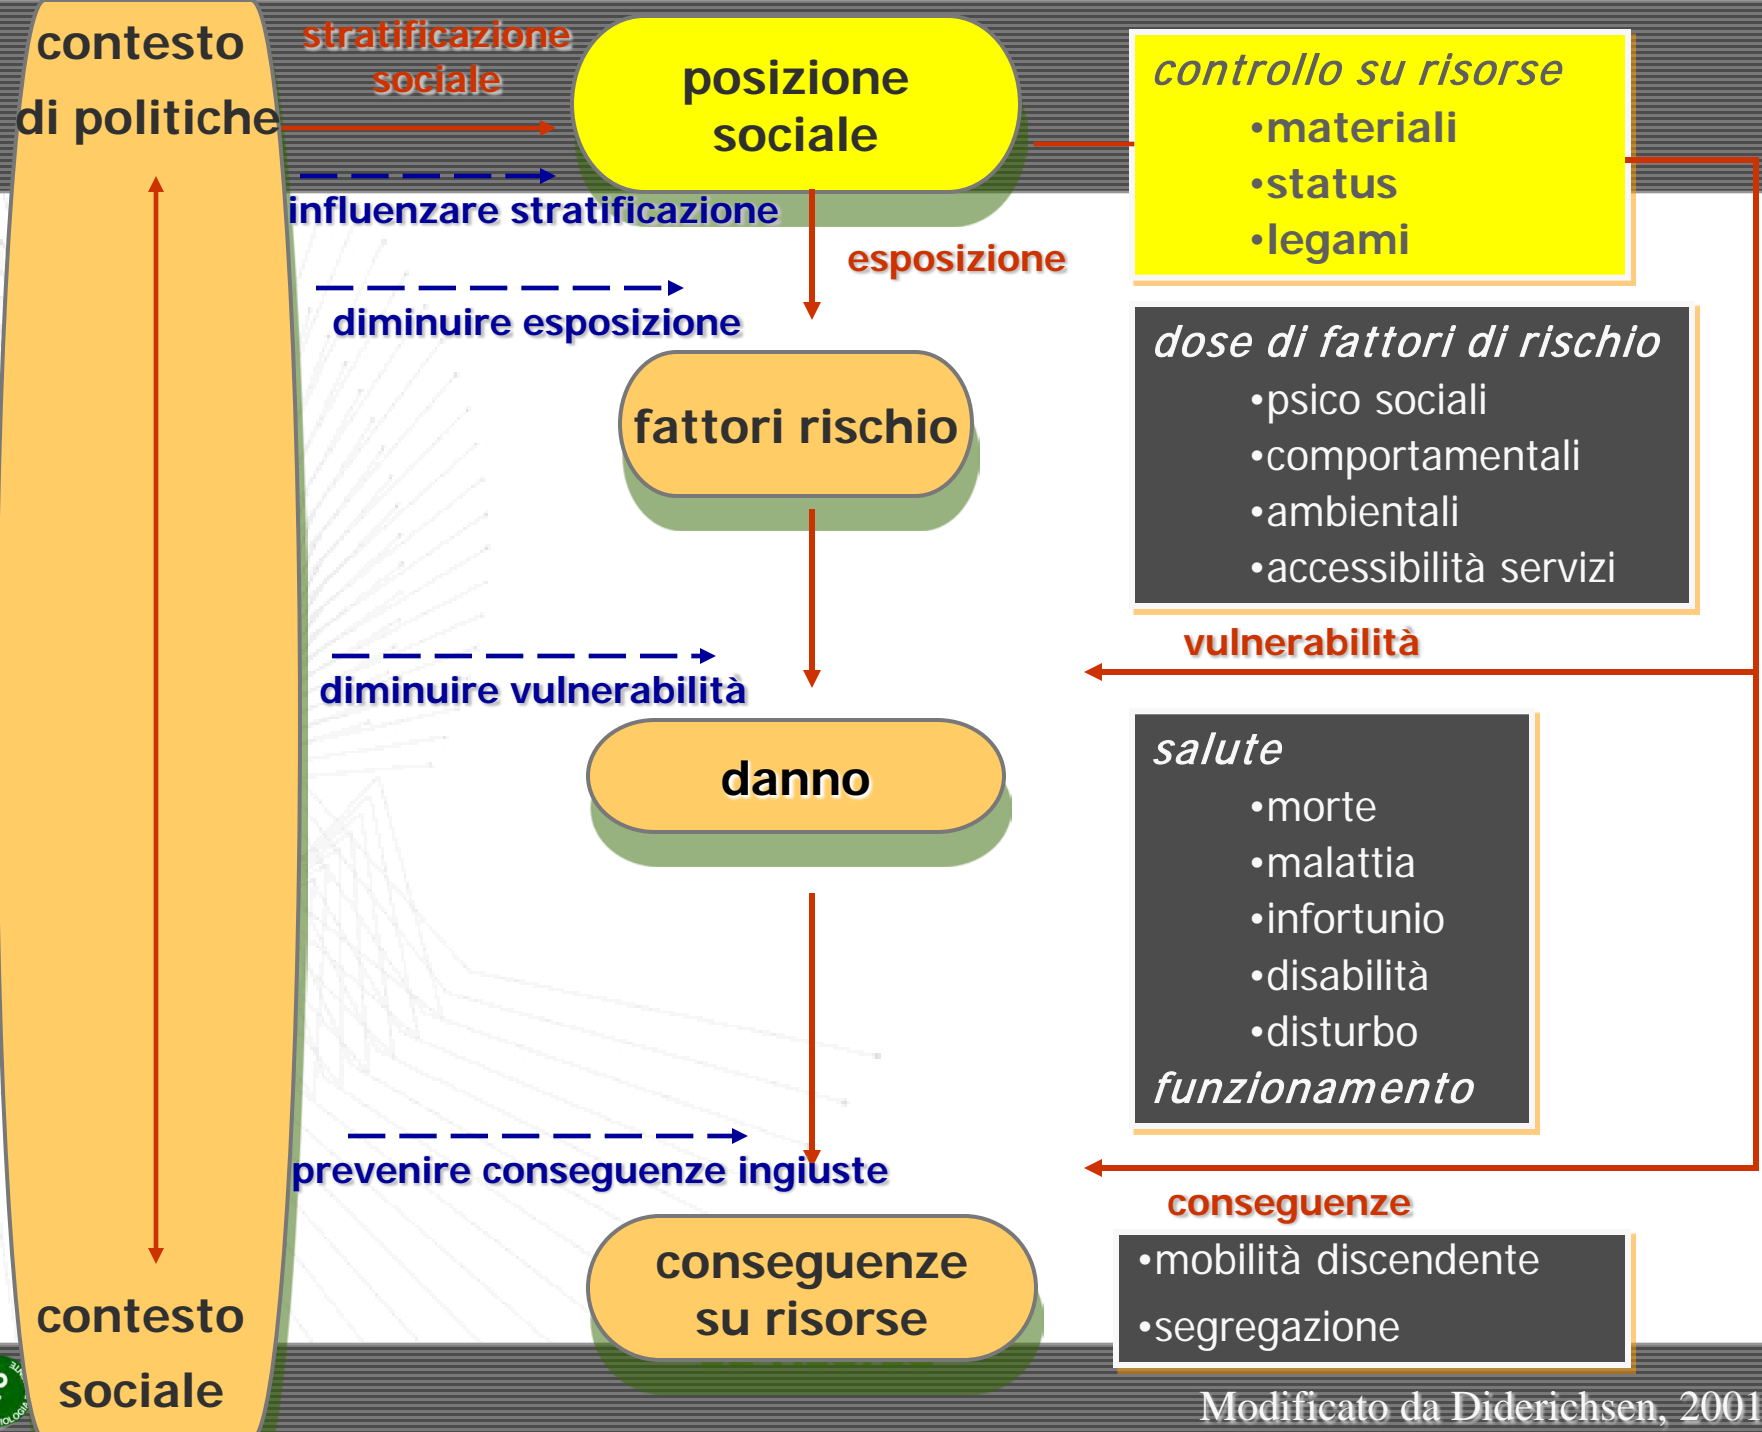 contesto
di politiche
stratificazione
sociale
posizione
sociale
controllo su risorse
•materiali
•status
•legami
influenzare stratificazione
esposizione
diminuire esposizione
fattori rischio
dose di fattori di rischio
•psico sociali
•comportamentali
•ambientali
•accessibilità servizi
vulnerabilità
diminuire vulnerabilità
danno
salute
•morte
•malattia
•infortunio
•disabilità
•disturbo
funzionamento
prevenire conseguenze ingiuste
conseguenze
conseguenze
su risorse
•mobilità discendente
•segregazione
contesto
sociale
Modificato da Diderichsen, 2001